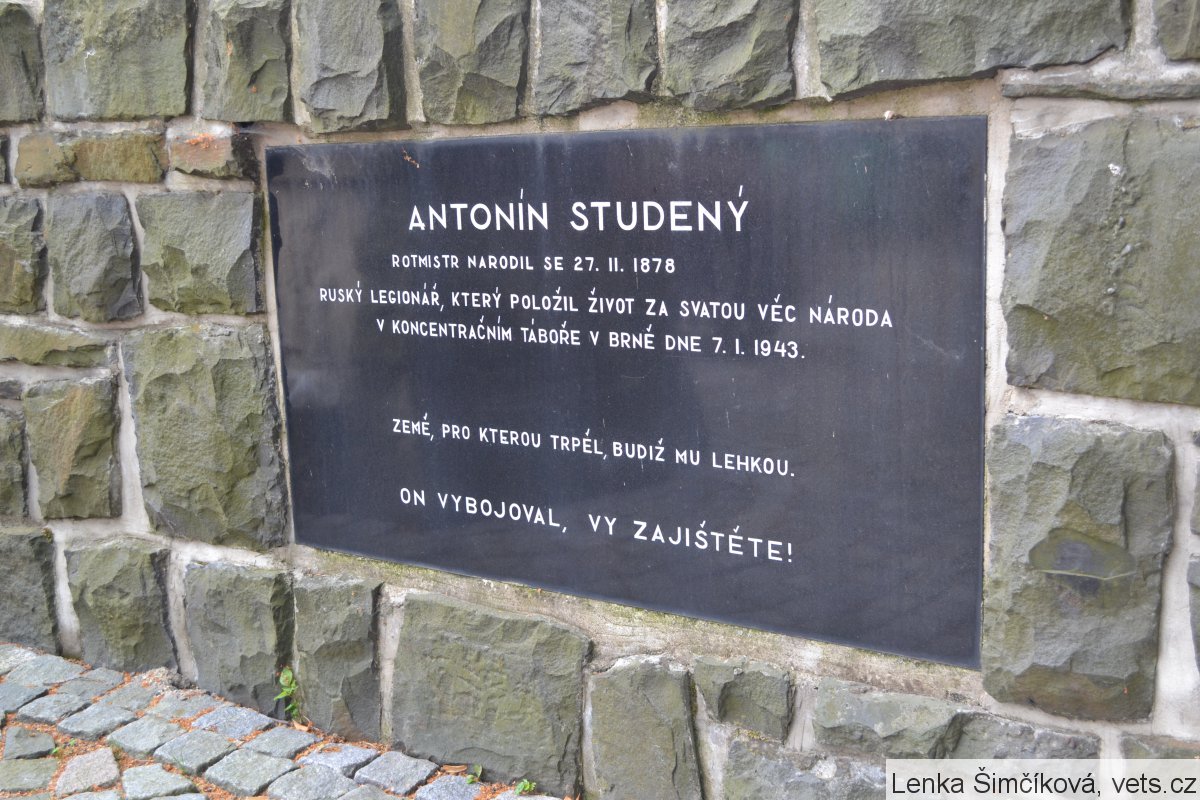 ANTONÍN STUDENÝ
ROTMISTR NARODIL SE 27. 11. 1878
RUSKÝ LEGIONÁŘ, KTERÝ POLOŽIL ŽIVOT ZA SVATOU VĚC NÁRODA
V KONCENTRAČNÍM TÁBOŘE V BRNĚ DNE 7. 1. 1943.
ZEMĚ, PRO KTEROU TRPĚL, BUDIŽ MU LEHKOU.
ON VYBOJOVAL, VY ZAJIŠTĚTE!
Lenka Šimčíková, vets.cz